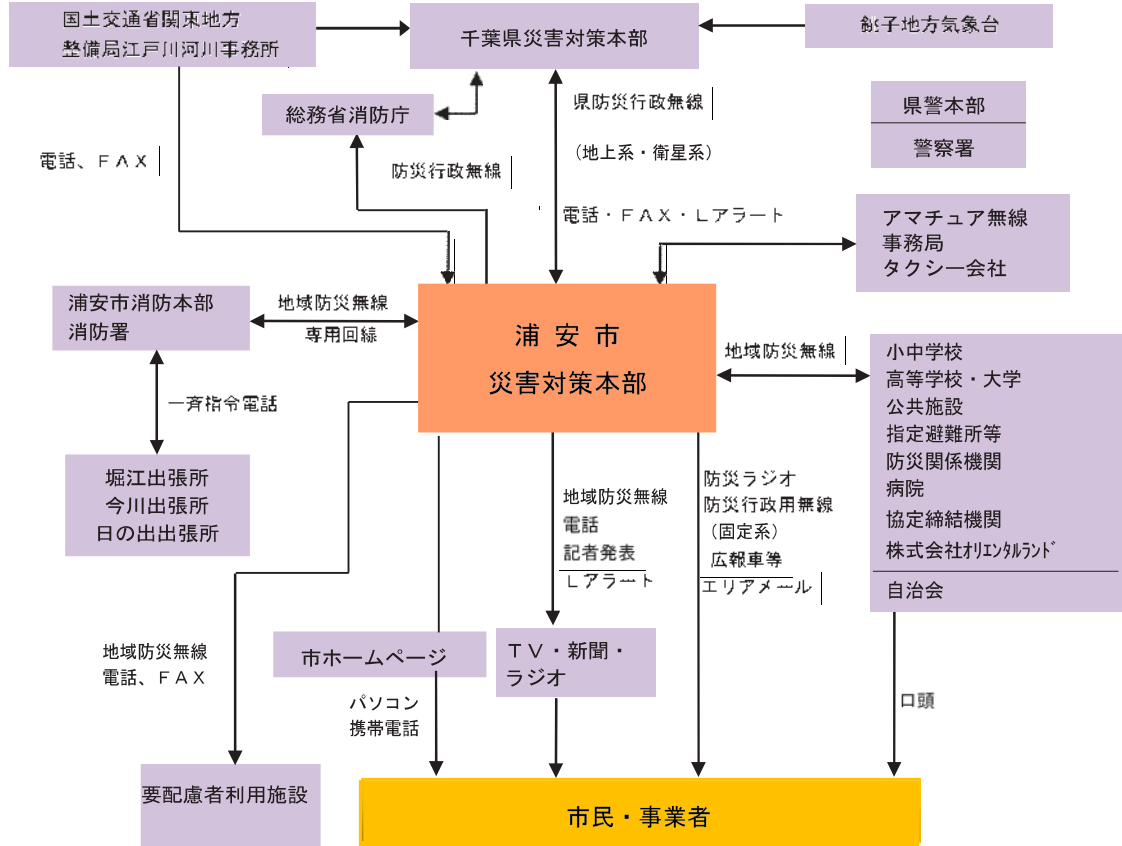 国土交通省関東地方
整備局江戸川河川事務所
千葉県災害対策本部
銚子地方気象台
総務省消防庁
県防災行政無線
(地上系・衛星系)
電話・ＦＡＸ・Ｌアラート
県警本部
警察署
電話、ＦＡＸ
防災行政無線
アマチュア無線
事務局
タクシー会社
浦安市消防本部
消防署
地域防災無線
専用回線
浦 安 市
災害対策本部
地域防災無線
小中学校
高等学校・大学
公共施設
指定避難所等
防災関係機関
病院
協定締結機関
株式会社ｵﾘｴﾝﾀﾙﾗﾝﾄﾞ
自治会
一斉指令電話
堀江出張所
今川出張所
日の出出張所
地域防災無線
電話
記者発表
Ｌアラート
防災ラジオ
防災行政用無線
(固定系)
広報車等
エリアメール
地域防災無線
電話、ＦＡＸ
市ホームページ
ＴＶ・新聞・
ラジオ
パソコン
携帯電話
口頭
要配慮者利用施設
市民・事業者